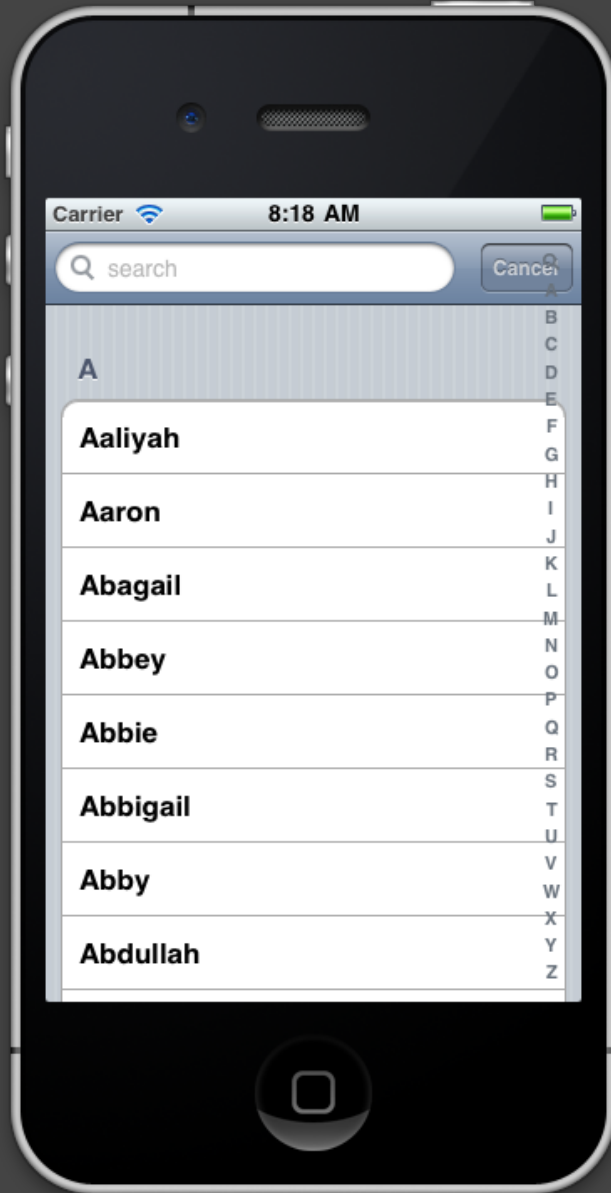 Carrier 8:18 AM
search Cancel
A
Aaliyah
Aaron
Abagail
Abbey
Abbie
Abbigail
Abby
Abdullah
A
B
C
D
E
F
G
H
I
J
K
L
M
N
O
P
Q
R
S
T
U
V
W
X
Y
Z